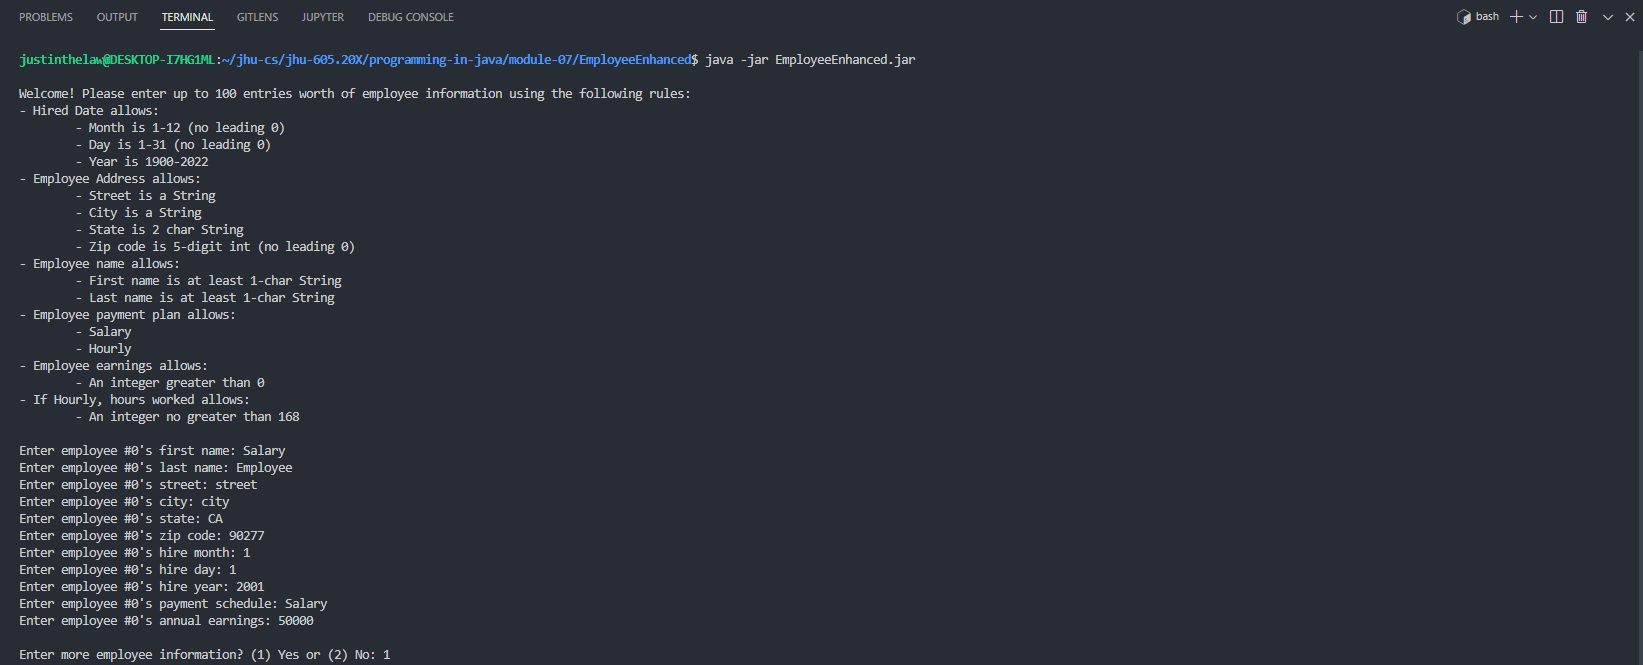 PROBLEMS OUTPUT TERMINAL GITLENS JUPYTER DEBUG CONSOLE bash
justinthelaw@DESKTOP-I7HG1ML:~/jhu-cs/jhu-605.20X/programming-in-java/module-07/EmployeeEnhanced$ java -jar EmployeeEnhanced.jar
Welcome! Please enter up to 100 entries worth of employee information using the following rules:
- Hired Date allows:
- Month is 1-12 (no leading 0)
- Day is 1-31 (no leading 0)
- Year is 1900-2022
- Employee Address allows:
- Street is a String
- City is a String
- State is 2 char String
- Zip code is 5-digit int (no leading 0)
- Employee name allows:
- First name is at least 1-char String
- Last name is at least 1-char String
- Employee payment plan allows:
- Salary
- Hourly
- Employee earnings allows:
- An integer greater than 0
- If Hourly, hours worked allows:
- An integer no greater than 168
Enter employee #0's first name: Salary
Enter employee #0's last name: Employee
Enter employee #0's street: street
Enter employee #0's city: city
Enter employee #0's state: CA
Enter employee #0's zip code: 90277
Enter employee #0's hire month: 1
Enter employee #0's hire day: 1
Enter employee #0's hire year: 2001
Enter employee #0's payment schedule: Salary
Enter employee #0's annual earnings: 50000
Enter more employee information? (1) Yes or (2) No: 1